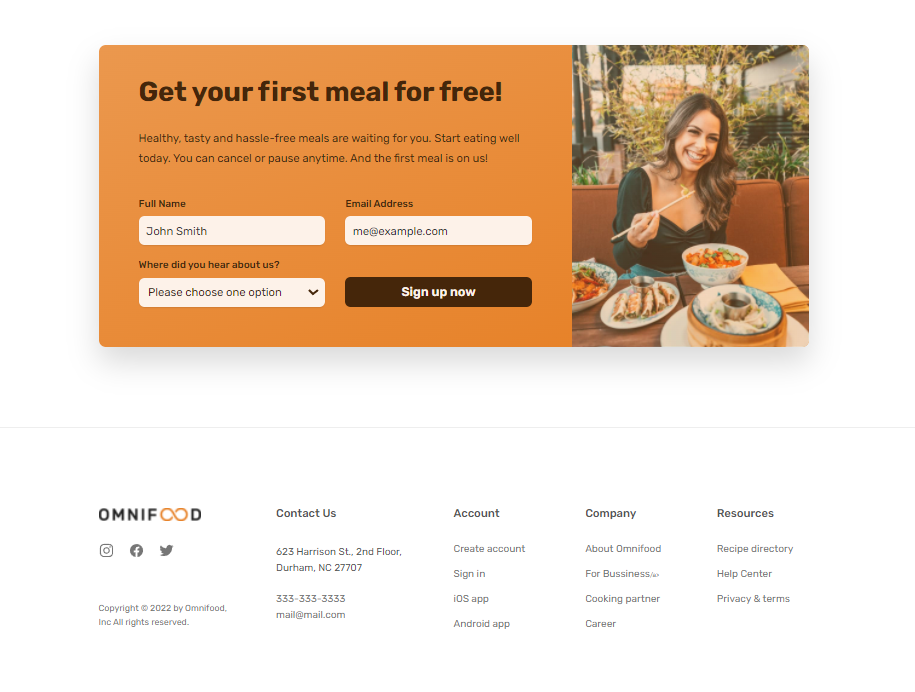 Get your first meal for free!
Healthy, tasty and hassle-free meals are waiting for you. Start eating well
today. You can cancel or pause anytime. And the first meal is on us!
Full Name
Email Address
John Smith
me@example.com
Where did you hear about us?
Please choose one option
Sign up now
OMNIFOOD
Copyright © 2022 by Omnifood,
Inc All rights reserved.
Contact Us
623 Harrison St., 2nd Floor,
Durham, NC 27707
333-333-3333
mail@mail.com
Account
Create account
Sign in
iOS app
Android app
Company
About Omnifood
For Bussiness/a>
Cooking partner
Career
Resources
Recipe directory
Help Center
Privacy & terms